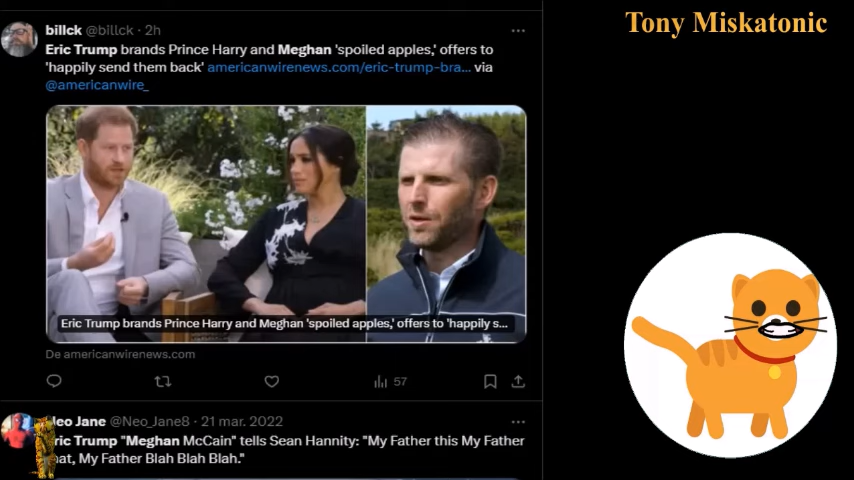 Tony Miskatonic
billck @billck · 2h
Eric Trump brands Prince Harry and Meghan 'spoiled apples,' offers to
'happily send them back' americanwirenews.com/eric-trump-bra... via
@americanwire_
Eric Trump brands Prince Harry and Meghan 'spoiled apples,' offers to 'happily s...
De americanwirenews.com
57
Neo Jane @Neo_Jane8 · 21 mar. 2022
Eric Trump "Meghan McCain" tells Sean Hannity: "My Father this My Father
that, My Father Blah Blah Blah."